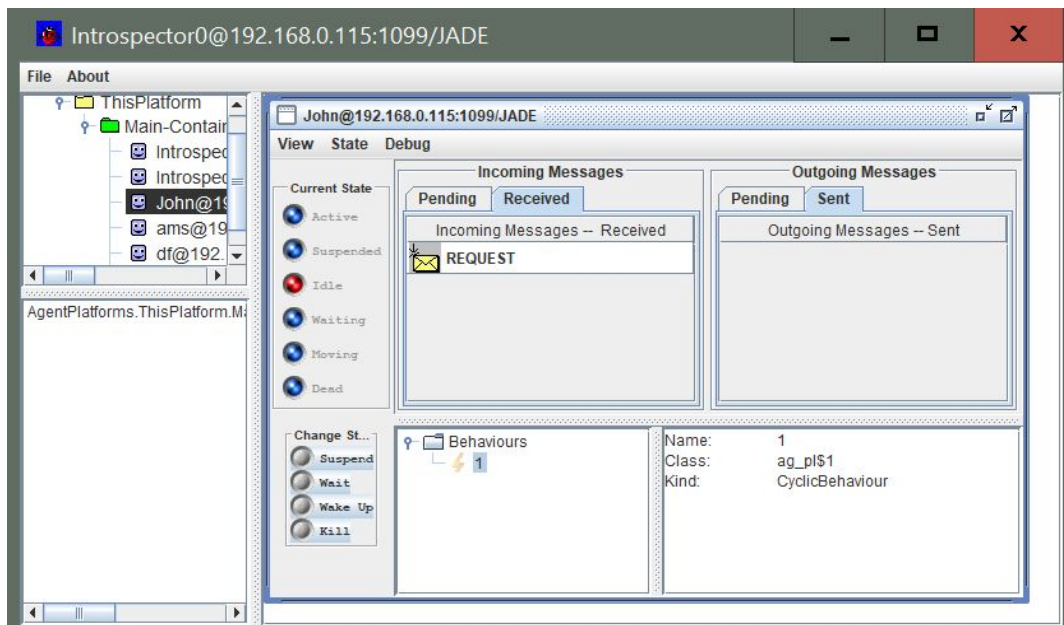 Introspector0@192.168.0.115:1099/JADE
File About
ThisPlatform
Main-Contain
Introspec
Introspec
John@19
ams@19
df@192.
AgentPlatforms.ThisPlatform.Ma
John@192.168.0.115:1099/JADE
View State Debug
Current State
Active
Suspended
Idle
Waiting
Moving
Dead
Incoming Messages
Pending Received
Incoming Messages -- Received
REQUEST
Outgoing Messages
Pending Sent
Outgoing Messages -- Sent
Change St...
Suspend
Wait
Wake Up
Kill
Behaviours
1
Name: 1
Class: ag_pl$1
Kind: CyclicBehaviour